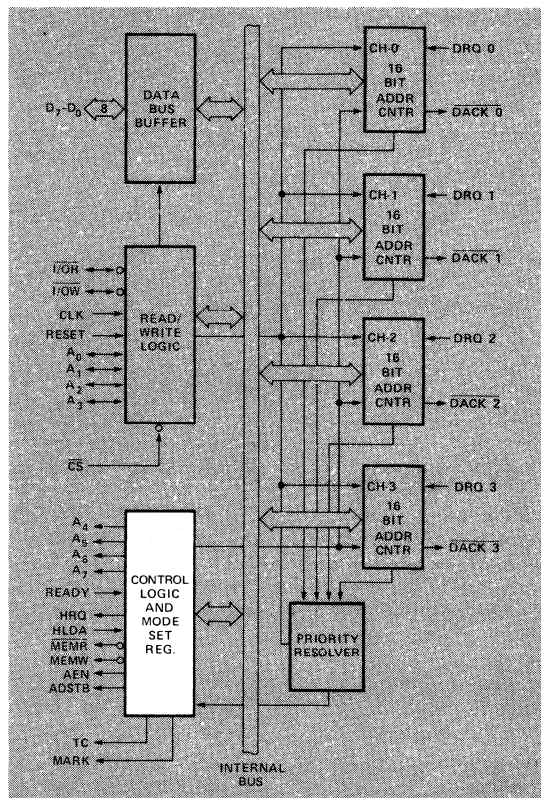 D7-D0
8
DATA
BUS
BUFFER
I/OR
I/OW
CLK
RESET
A0
A1
A2
A3
READ/
WRITE
LOGIC
CS
A4
A5
A6
A7
READY
HRQ
HLDA
MEMR
MEMW
AEN
ADSTB
CONTROL
LOGIC
AND
MODE
SET
REG.
TC
MARK
INTERNAL
BUS
CH-0
16
BIT
ADDR
CNTR
DRQ 0
DACK 0
CH-1
16
BIT
ADDR
CNTR
DRQ 1
DACK 1
CH-2
16
BIT
ADDR
CNTR
DRQ 2
DACK 2
CH-3
16
BIT
ADDR
CNTR
DRQ 3
DACK 3
PRIORITY
RESOLVER